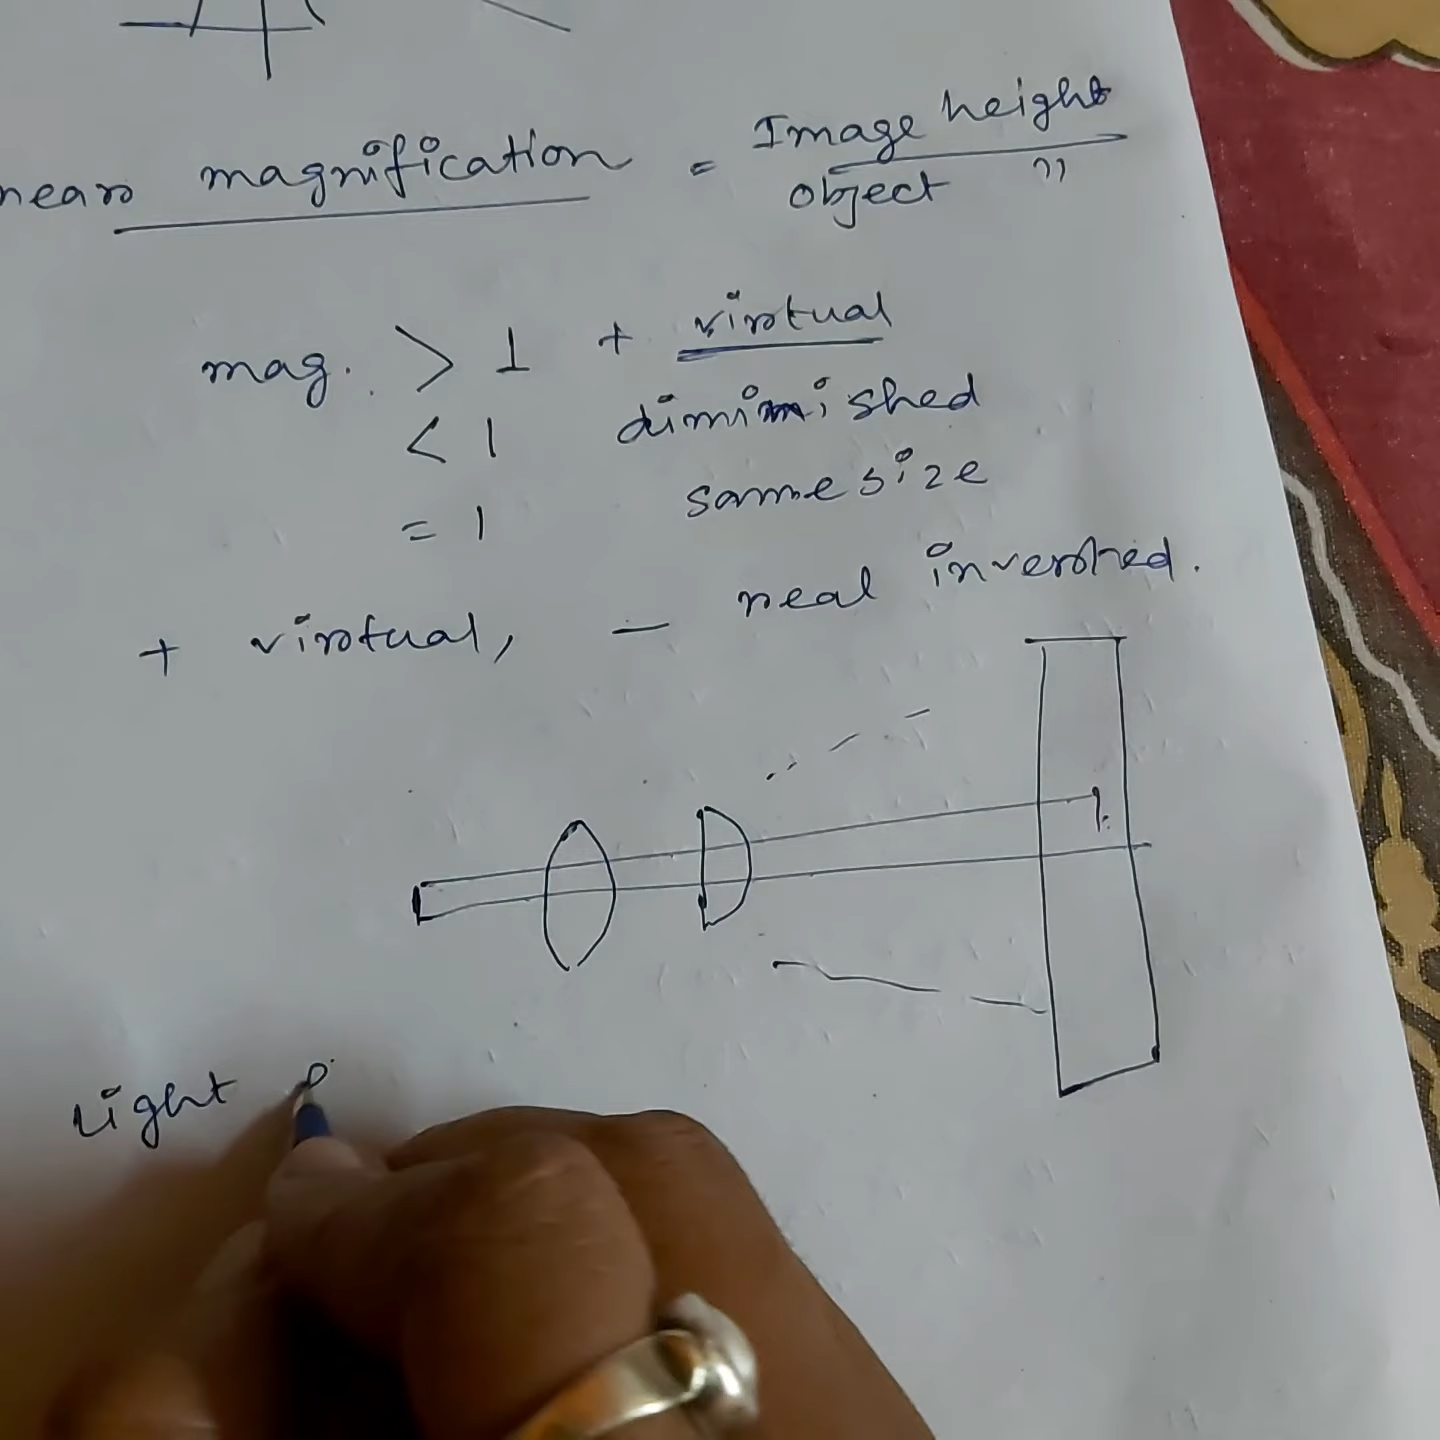 near magnification = Image height
object "
mag. > 1 + virtual
< 1 diminished
= 1 same size
+ virtual, — real inverted.
Light